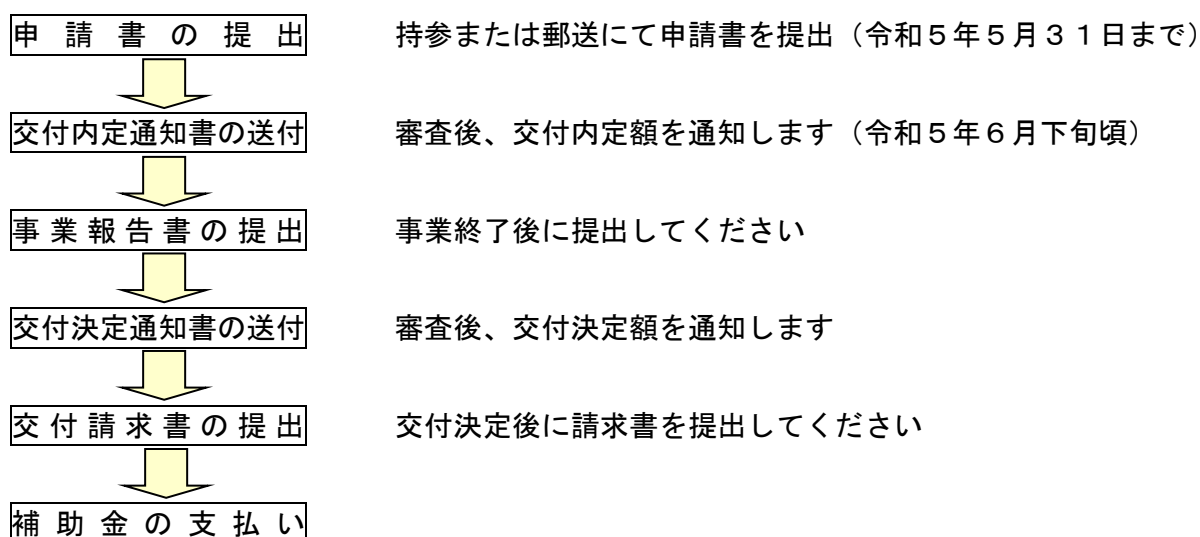 申請書の提出 持参または郵送にて申請書を提出（令和５年５月３１日まで）
交付内定通知書の送付 審査後、交付内定額を通知します（令和５年６月下旬頃）
事業報告書の提出 事業終了後に提出してください
交付決定通知書の送付 審査後、交付決定額を通知します
交付請求書の提出 交付決定後に請求書を提出してください
補助金の支払い